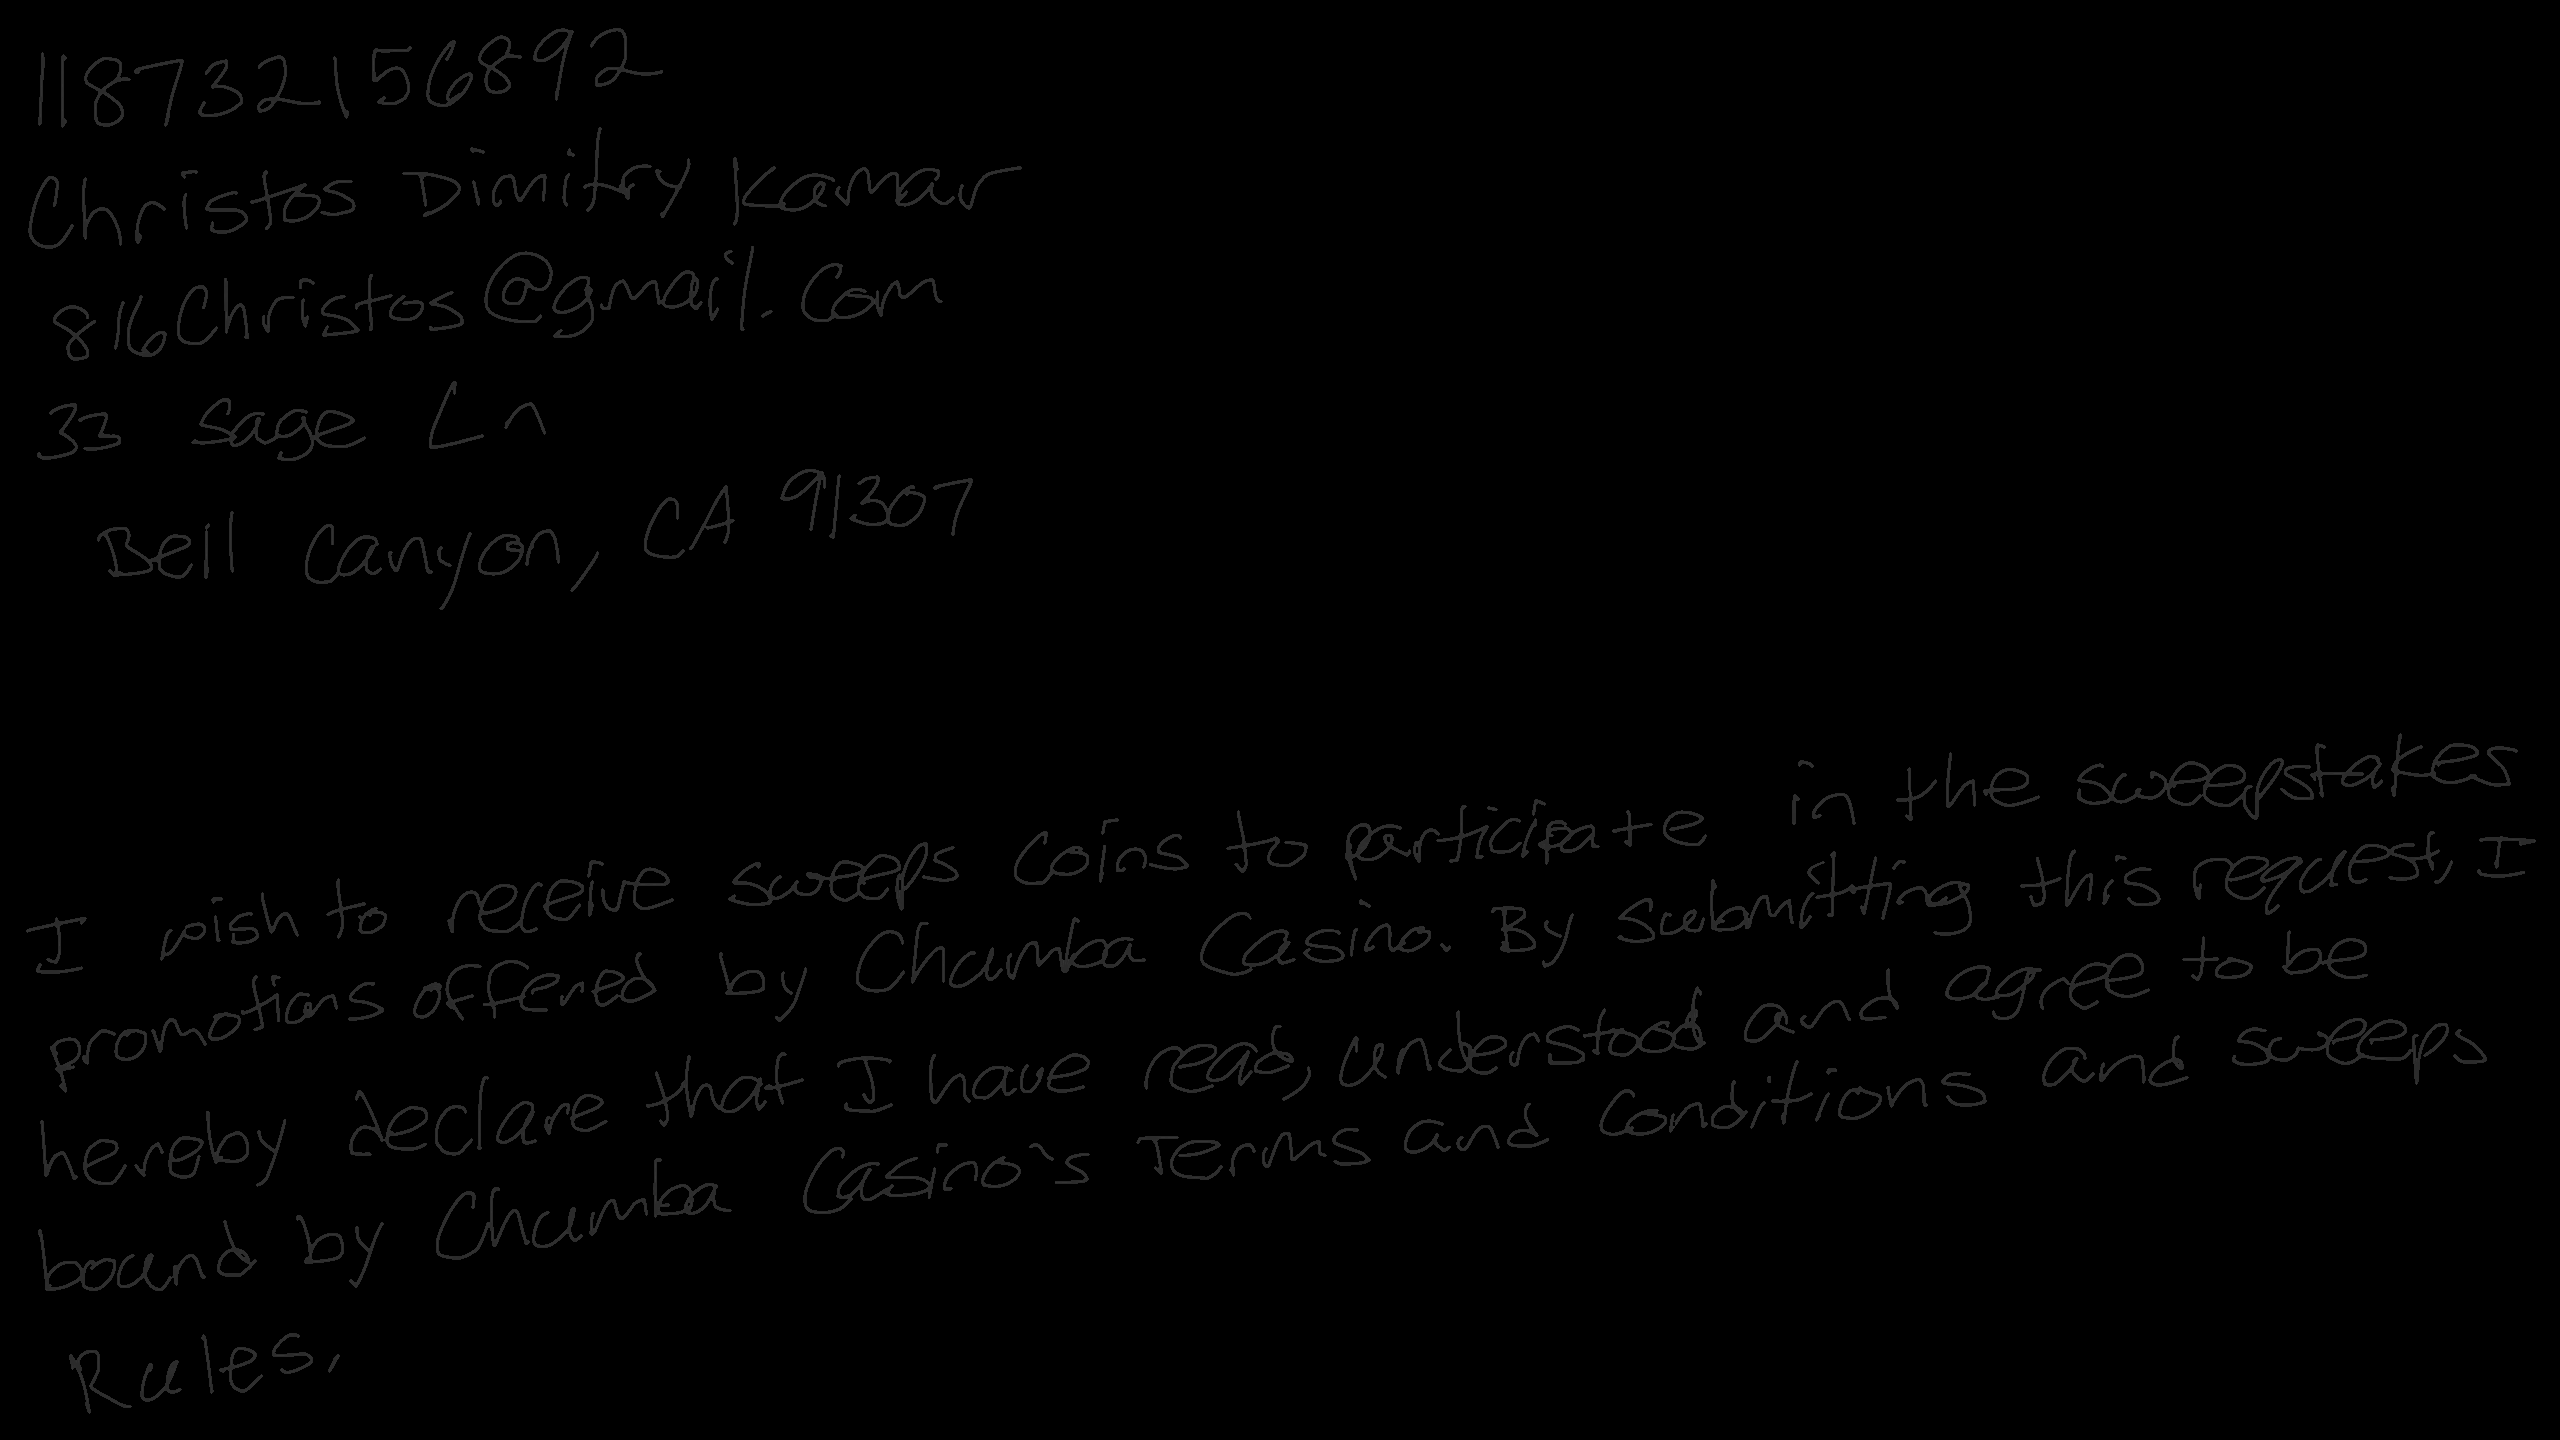 118732156892
Christos Dimitry Kamar
816Christos@gmail.com
33 Sage Ln
Bell Canyon, CA 91307
I wish to receive sweeps coins to participate in the sweepstakes
promotions offered by Chumba Casino. By submitting this request, I
hereby declare that I have read, understood and agree to be
bound by Chumba Casino's Terms and Conditions and sweeps
Rules.